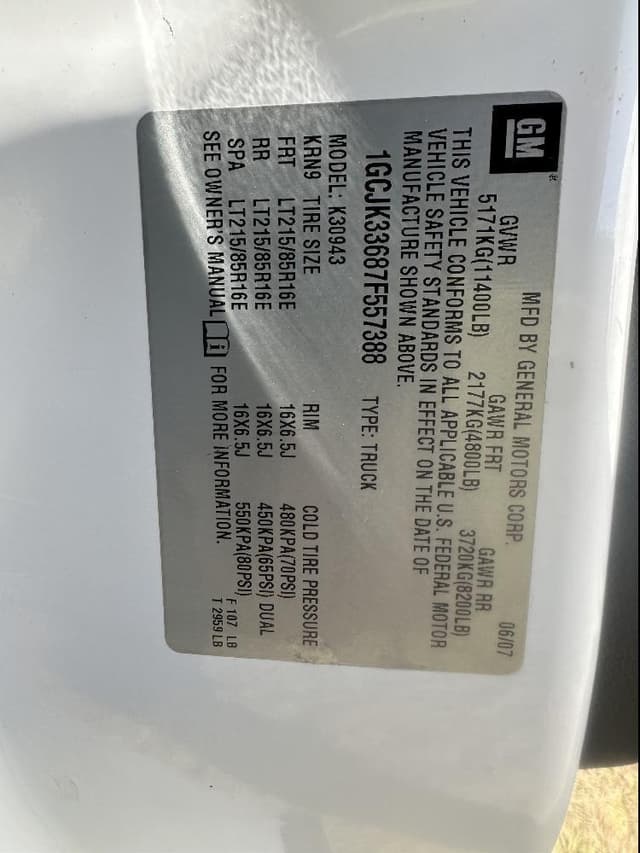 GM
MFD BY GENERAL MOTORS CORP. 06/07
GVWR GAWR FRT GAWR RR
5171KG(11400LB) 2177KG(4800LB) 3720KG(8200LB)
THIS VEHICLE CONFORMS TO ALL APPLICABLE U.S. FEDERAL MOTOR
VEHICLE SAFETY STANDARDS IN EFFECT ON THE DATE OF
MANUFACTURE SHOWN ABOVE.
1GCJK33687F557388 TYPE: TRUCK
MODEL: K30943
KRN9 TIRE SIZE RIM COLD TIRE PRESSURE
FRT LT215/85R16E 16X6.5J 480KPA(70PSI)
RR LT215/85R16E 16X6.5J 450KPA(65PSI) DUAL
SPA LT215/85R16E 16X6.5J 550KPA(80PSI) F 107 LB
SEE OWNER'S MANUAL i FOR MORE INFORMATION. T 2959 LB